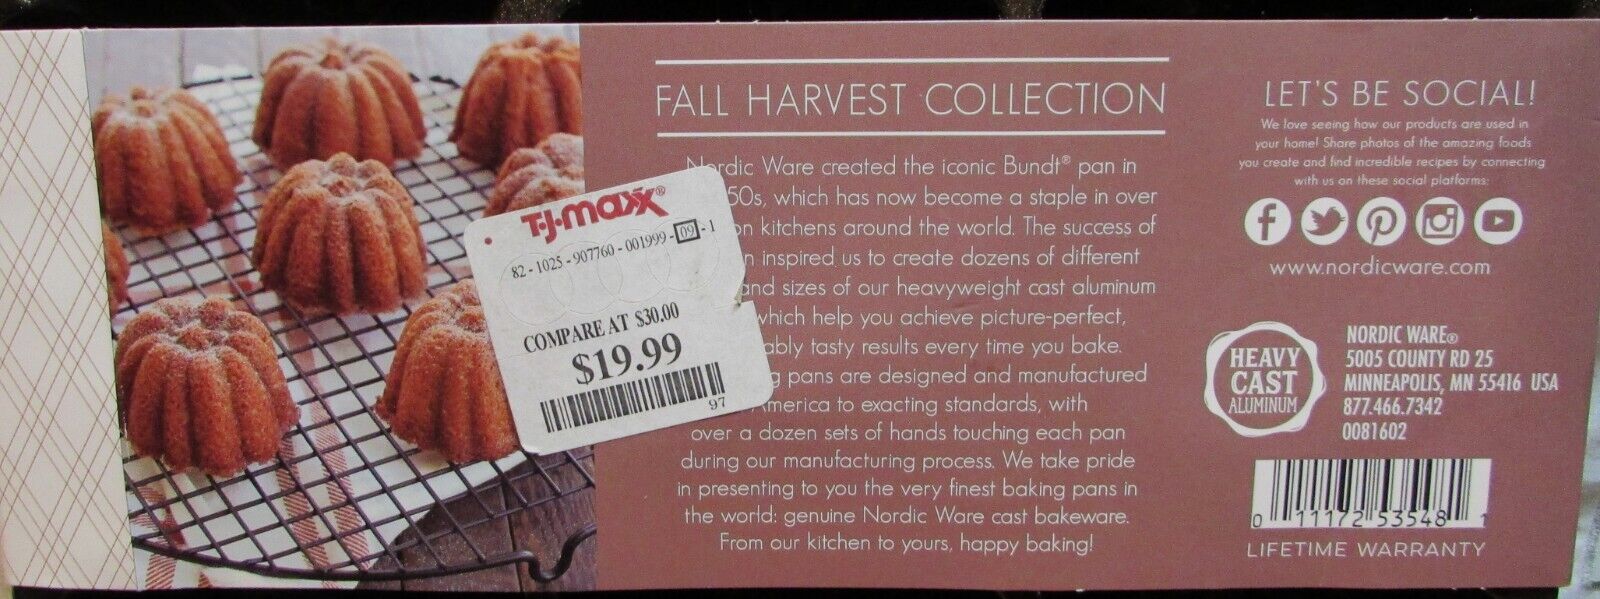 FALL HARVEST COLLECTION
Nordic Ware created the iconic Bundt® pan in
50s, which has now become a staple in over
on kitchens around the world. The success of
n inspired us to create dozens of different
and sizes of our heavyweight cast aluminum
which help you achieve picture-perfect,
ably tasty results every time you bake.
g pans are designed and manufactured
America to exacting standards, with
over a dozen sets of hands touching each pan
during our manufacturing process. We take pride
in presenting to you the very finest baking pans in
the world: genuine Nordic Ware cast bakeware.
From our kitchen to yours, happy baking!
T·J·maxx®
82-1025-907760-001999-09-1
COMPARE AT $30.00
$19.99
97
LET'S BE SOCIAL!
We love seeing how our products are used in
your home! Share photos of the amazing foods
you create and find incredible recipes by connecting
with us on these social platforms:
www.nordicware.com
HEAVY
CAST
ALUMINUM
NORDIC WARE®
5005 COUNTY RD 25
MINNEAPOLIS, MN 55416 USA
877.466.7342
0081602
0 11172 53548 1
LIFETIME WARRANTY